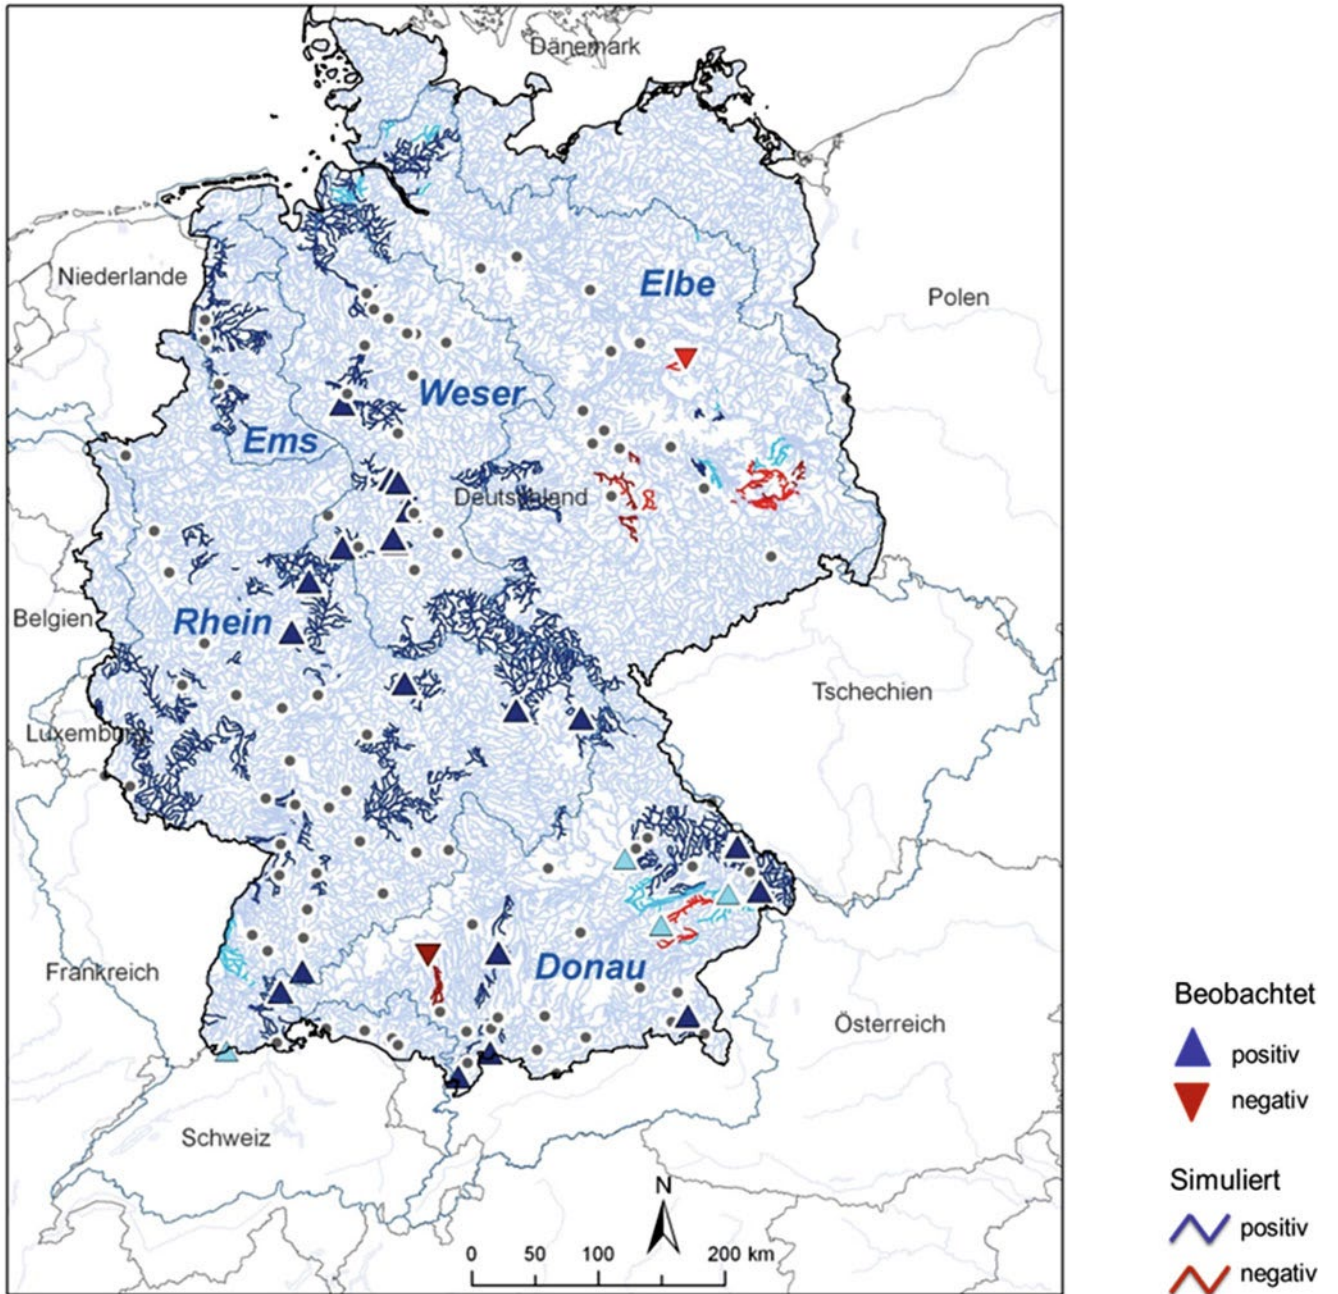 Dänemark
Niederlande
Elbe
Polen
Weser
Ems
Deutschland
Belgien
Rhein
Tschechien
Luxemburg
Frankreich
Donau
Österreich
Schweiz
N
0 50 100 200 km
Beobachtet
positiv
negativ
Simuliert
positiv
negativ